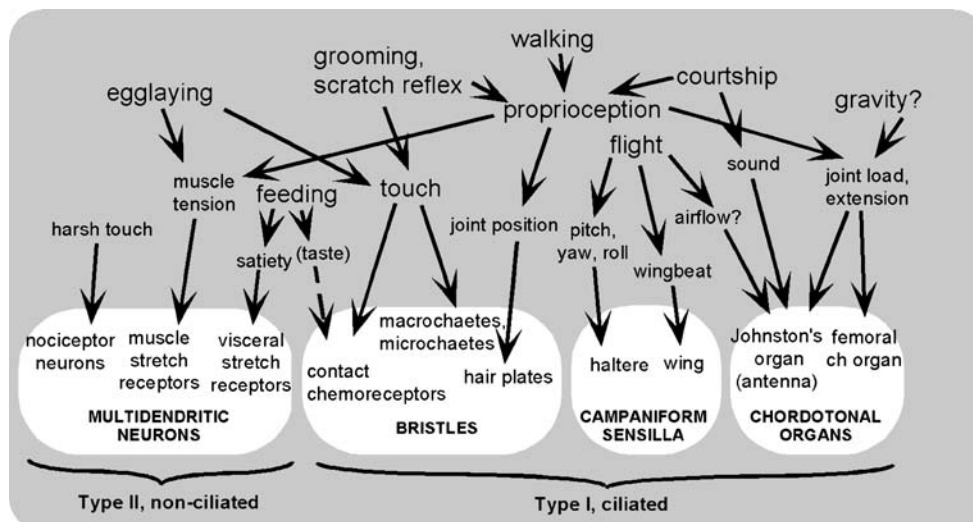 walking
grooming,
scratch reflex
courtship
egglaying
proprioception
gravity?
flight
muscle
tension
feeding
touch
sound
joint load,
extension
harsh touch
joint position
pitch,
yaw, roll
airflow?
satiety
(taste)
wingbeat
nociceptor
neurons
muscle
stretch
receptors
visceral
stretch
receptors
macrochaetes,
microchaetes
contact
chemoreceptors
hair plates
haltere
wing
Johnston's
organ
(antenna)
femoral
ch organ
MULTIDENDRITIC
NEURONS
BRISTLES
CAMPANIFORM
SENSILLA
CHORDOTONAL
ORGANS
Type II, non-ciliated
Type I, ciliated